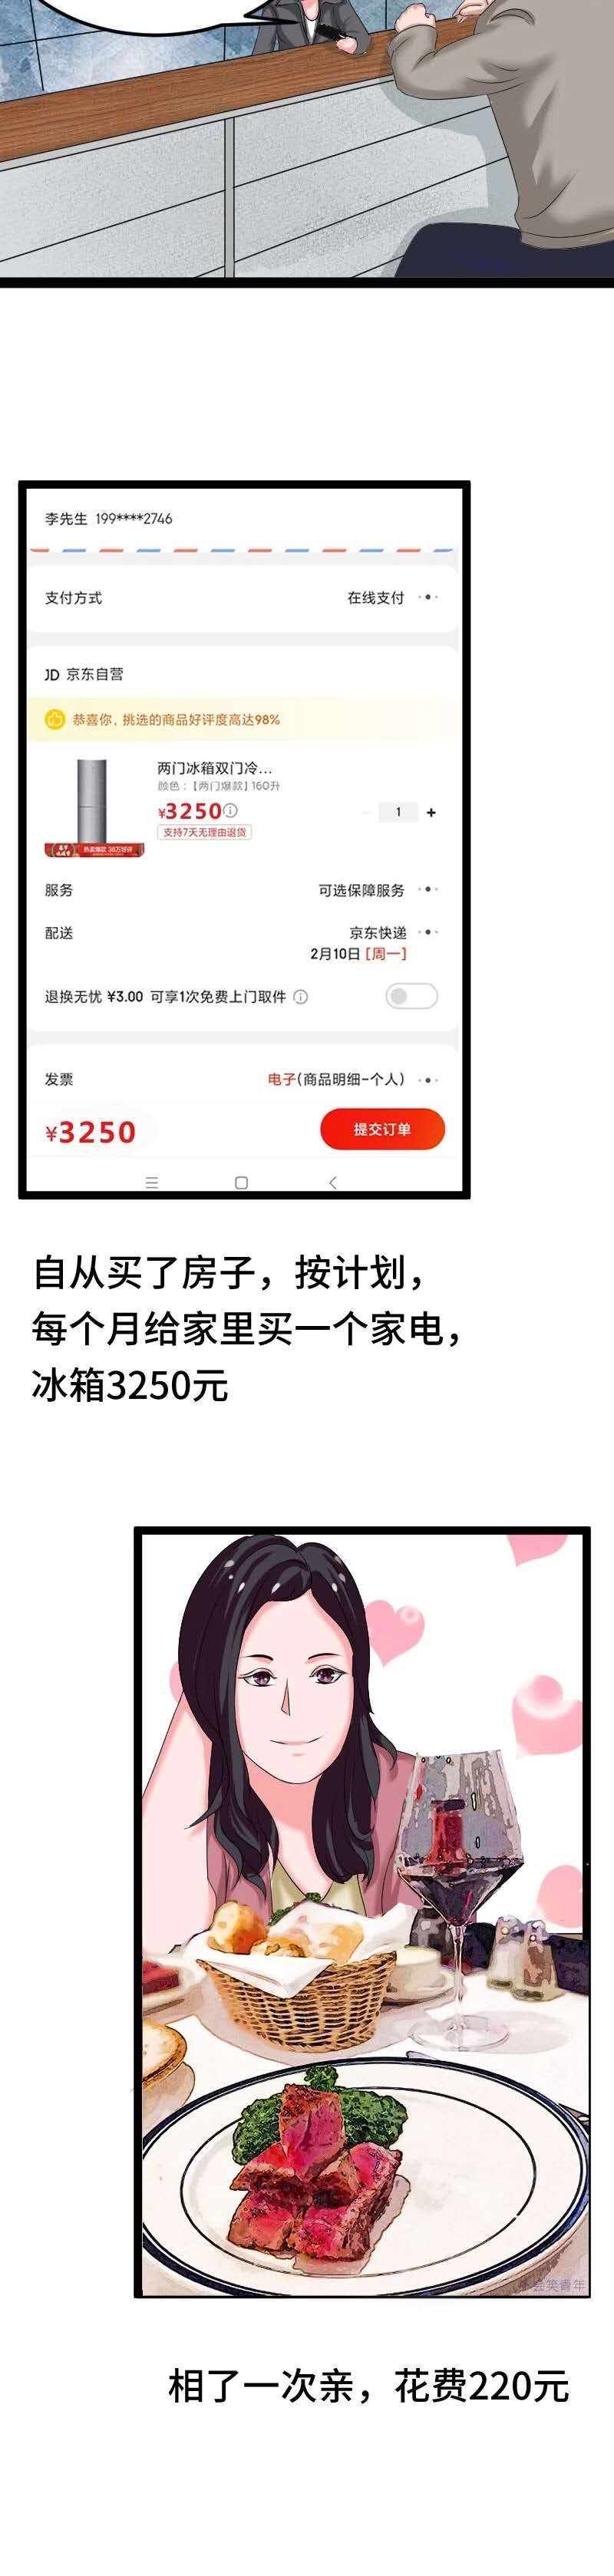 李先生 199****2746
支付方式 在线支付
JD 京东自营
恭喜你，挑选的商品好评度高达98%
两门冰箱双门冷...
颜色：【两门爆款】160升
¥3250
1 +
支持7天无理由退货
热卖爆款 38万好评
服务 可选保障服务
配送 京东快递
2月10日 [周一]
退换无忧 ¥3.00 可享1次免费上门取件
发票 电子(商品明细-个人)
¥3250 提交订单
自从买了房子，按计划，
每个月给家里买一个家电，
冰箱3250元
会笑青年
相了一次亲，花费220元